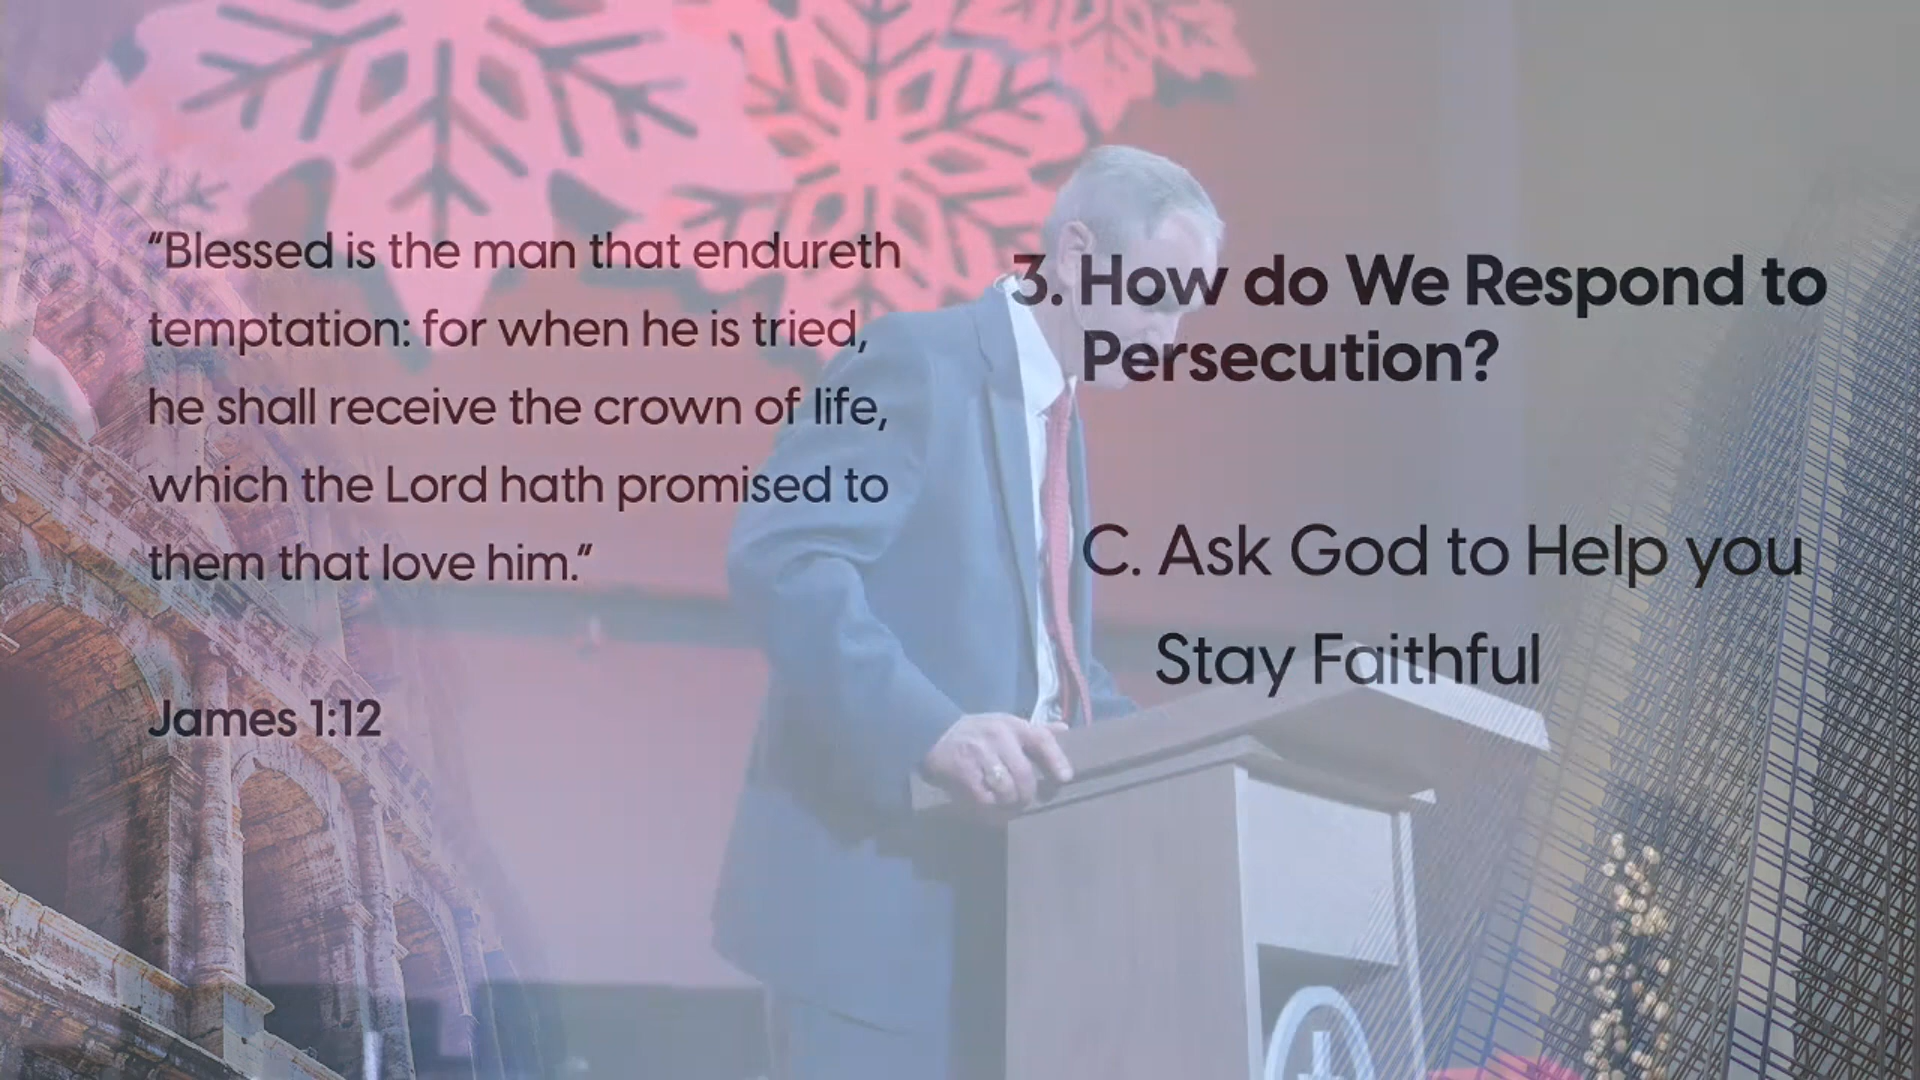 “Blessed is the man that endureth
temptation: for when he is tried,
he shall receive the crown of life,
which the Lord hath promised to
them that love him.“
James 1:12
3. How do We Respond to
Persecution?
C. Ask God to Help you
Stay Faithful